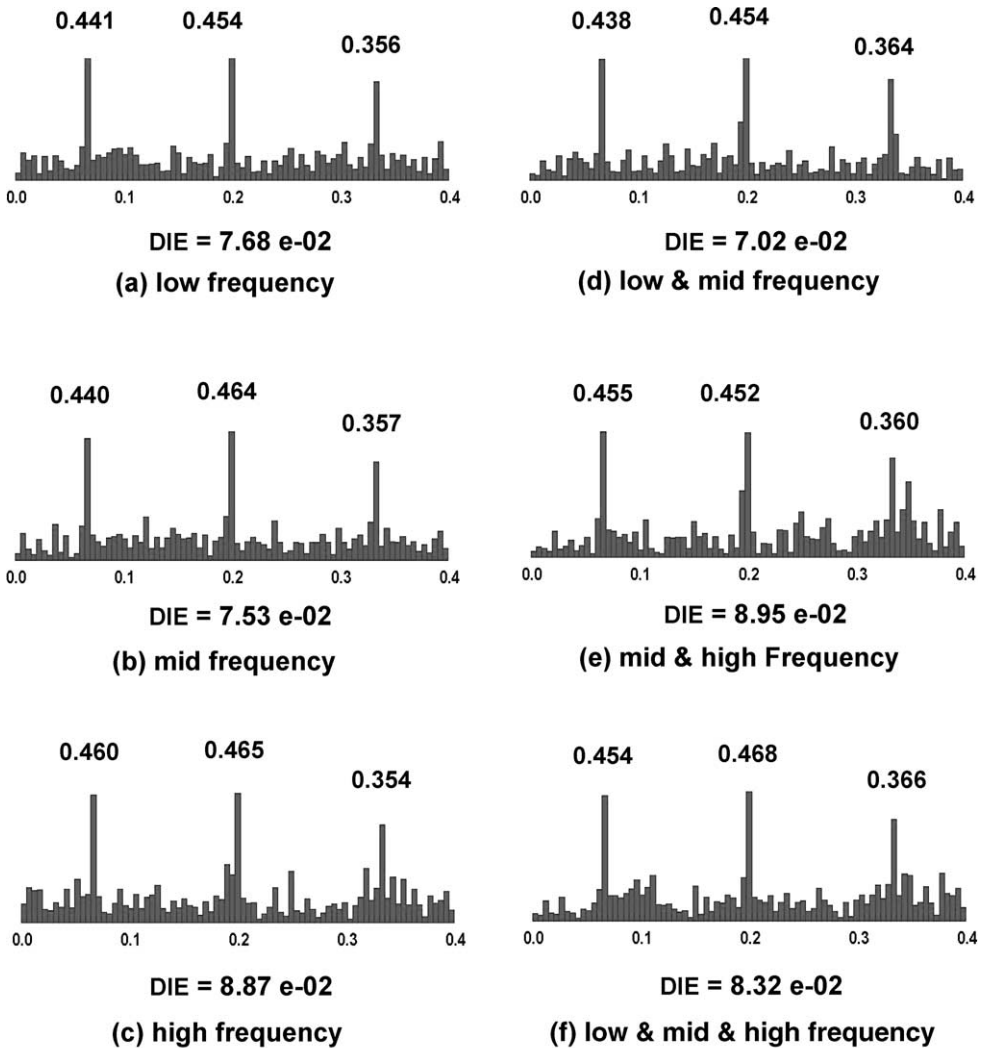 0.441 0.454 0.356
0.0 0.1 0.2 0.3 0.4
DIE = 7.68 e-02
(a) low frequency
0.438 0.454 0.364
0.0 0.1 0.2 0.3 0.4
DIE = 7.02 e-02
(d) low & mid frequency
0.440 0.464 0.357
0.0 0.1 0.2 0.3 0.4
DIE = 7.53 e-02
(b) mid frequency
0.455 0.452 0.360
0.0 0.1 0.2 0.3 0.4
DIE = 8.95 e-02
(e) mid & high Frequency
0.460 0.465 0.354
0.0 0.1 0.2 0.3 0.4
DIE = 8.87 e-02
(c) high frequency
0.454 0.468 0.366
0.0 0.1 0.2 0.3 0.4
DIE = 8.32 e-02
(f) low & mid & high frequency